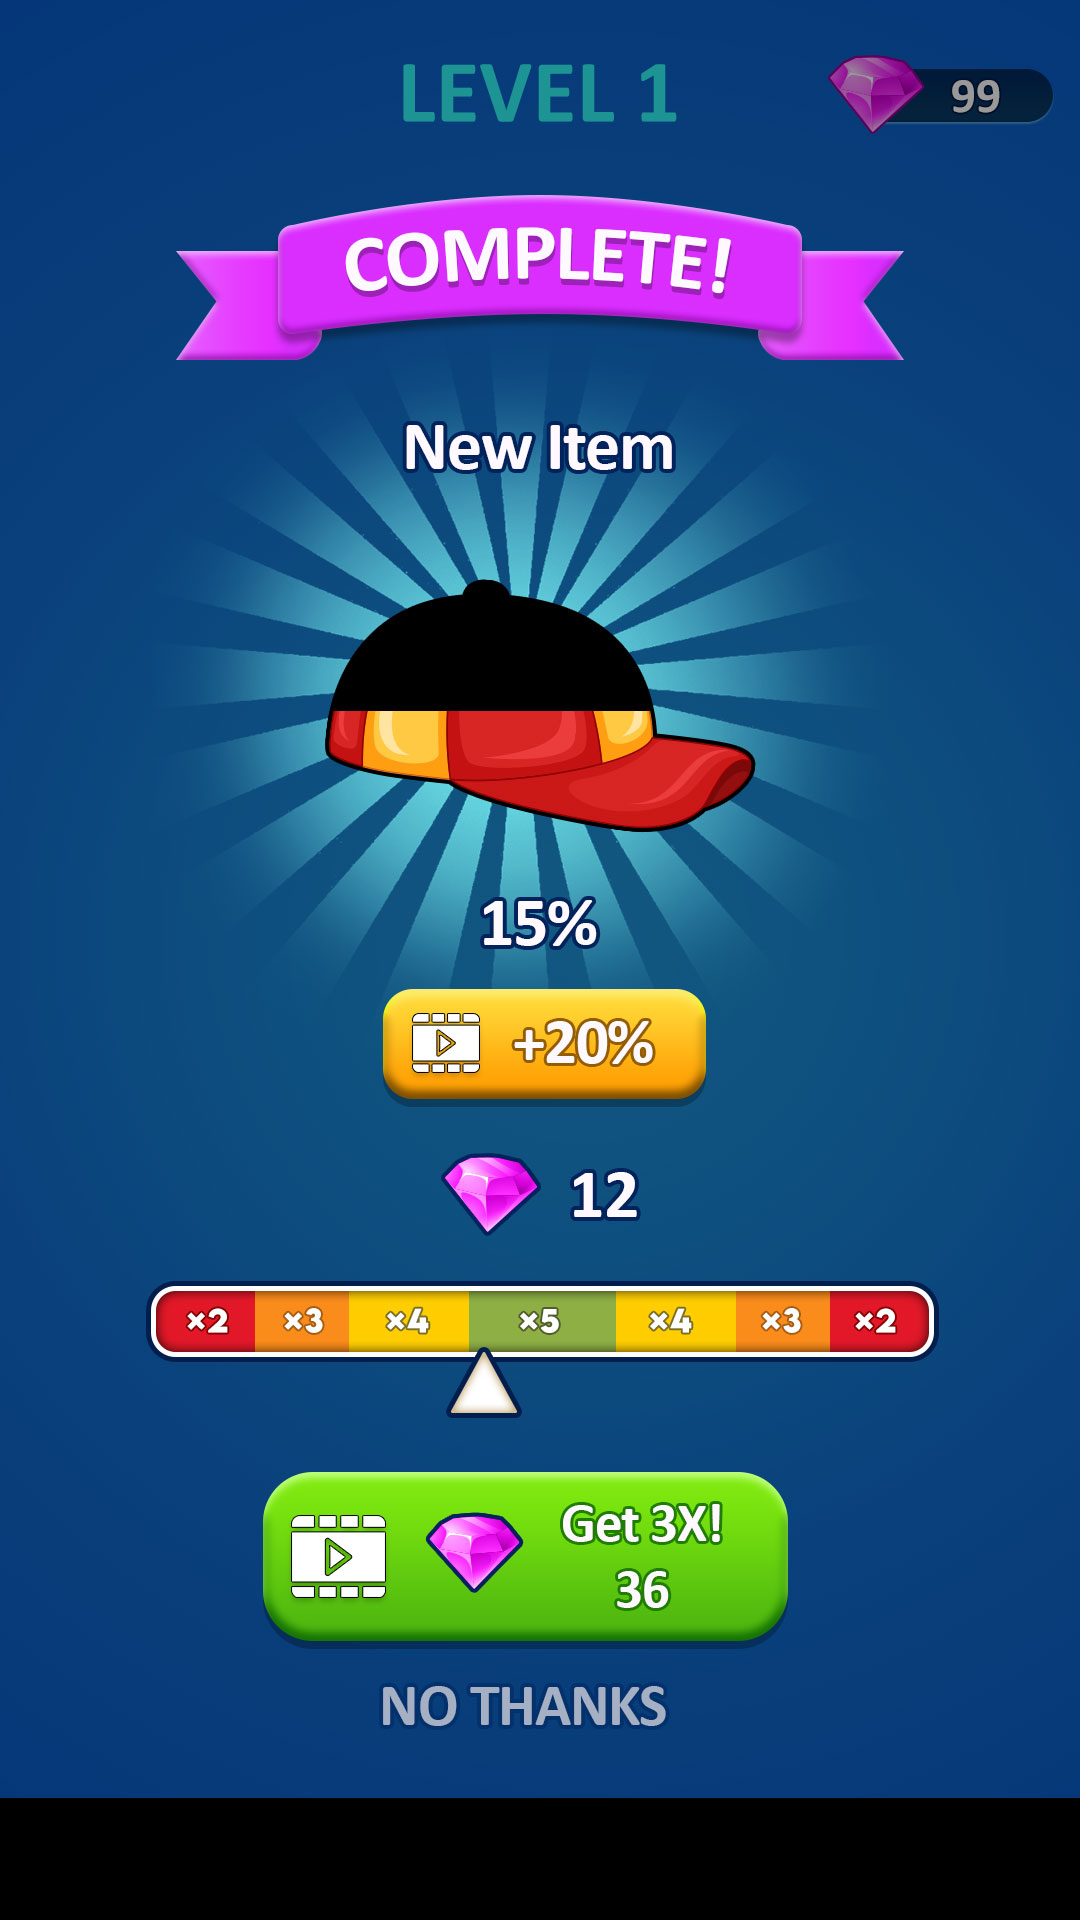 LEVEL 1
99
COMPLETE!
New Item
15%
+20%
12
×2 ×3 ×4 ×5 ×4 ×3 ×2
Get 3X!
36
NO THANKS